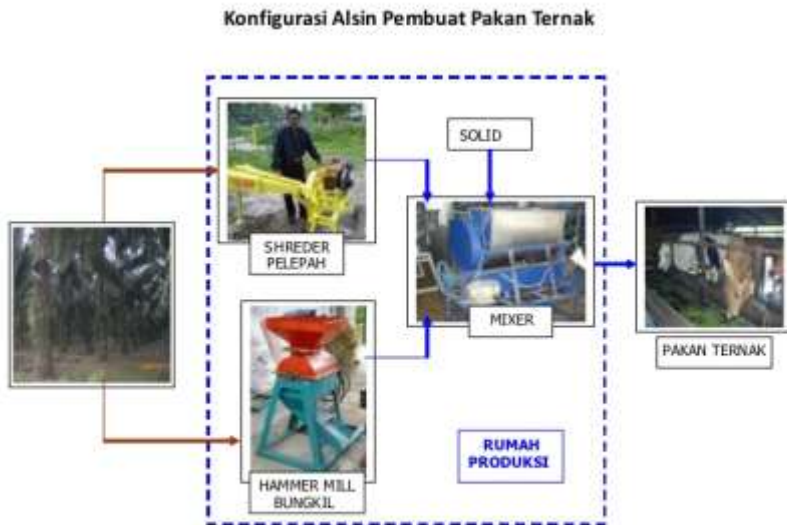 Konfigurasi Alsin Pembuat Pakan Ternak
SOLID
SHREDER
PELEPAH
MIXER
PAKAN TERNAK
HAMMER MILL
BUNGKIL
RUMAH
PRODUKSI